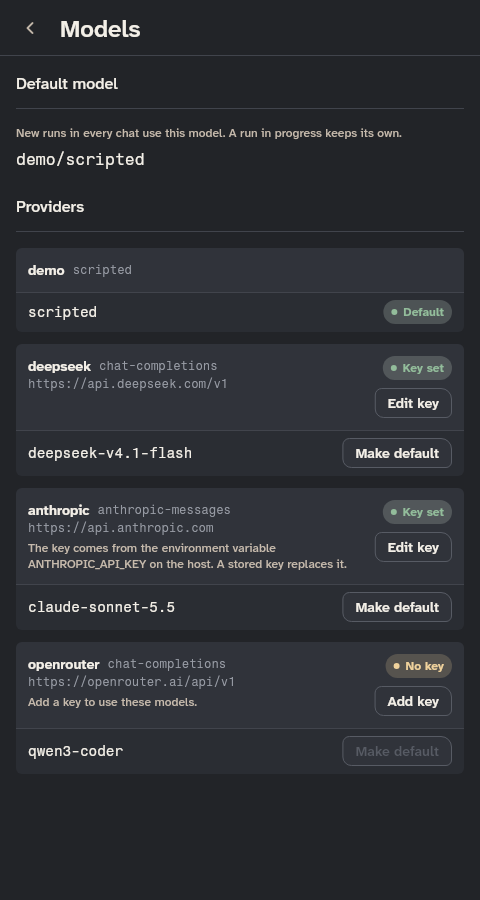 Models
Default model
New runs in every chat use this model. A run in progress keeps its own.
demo/scripted
Providers
demo scripted
scripted Default
deepseek chat-completions Key set
https://api.deepseek.com/v1
Edit key
deepseek-v4.1-flash Make default
anthropic anthropic-messages Key set
https://api.anthropic.com
Edit key
The key comes from the environment variable
ANTHROPIC_API_KEY on the host. A stored key replaces it.
claude-sonnet-5.5 Make default
openrouter chat-completions No key
https://openrouter.ai/api/v1
Add a key to use these models. Add key
qwen3-coder Make default